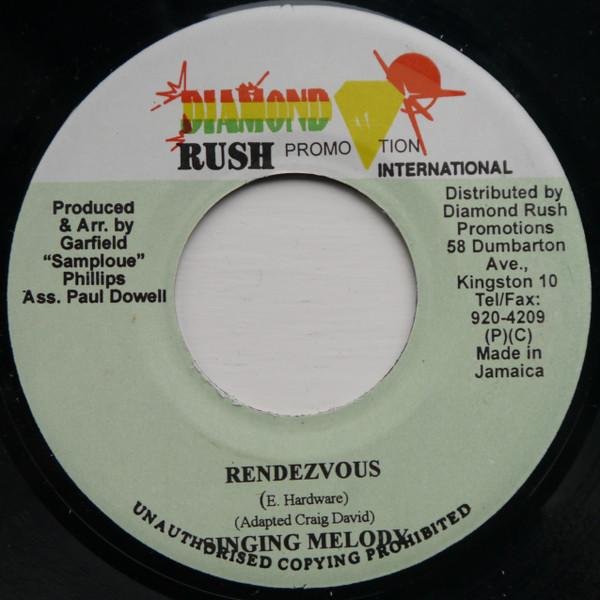 DIAMOND
RUSH PROMOTION
INTERNATIONAL
Produced
& Arr. by
Garfield
“Samploue”
Phillips
Ass. Paul Dowell
Distributed by
Diamond Rush
Promotions
58 Dumbarton
Ave.,
Kingston 10
Tel/Fax:
920-4209
(P)(C)
Made in
Jamaica
RENDEZVOUS
(E. Hardware)
(Adapted Craig David)
SINGING MELODY
UNAUTHORISED COPYING PROHIBITED